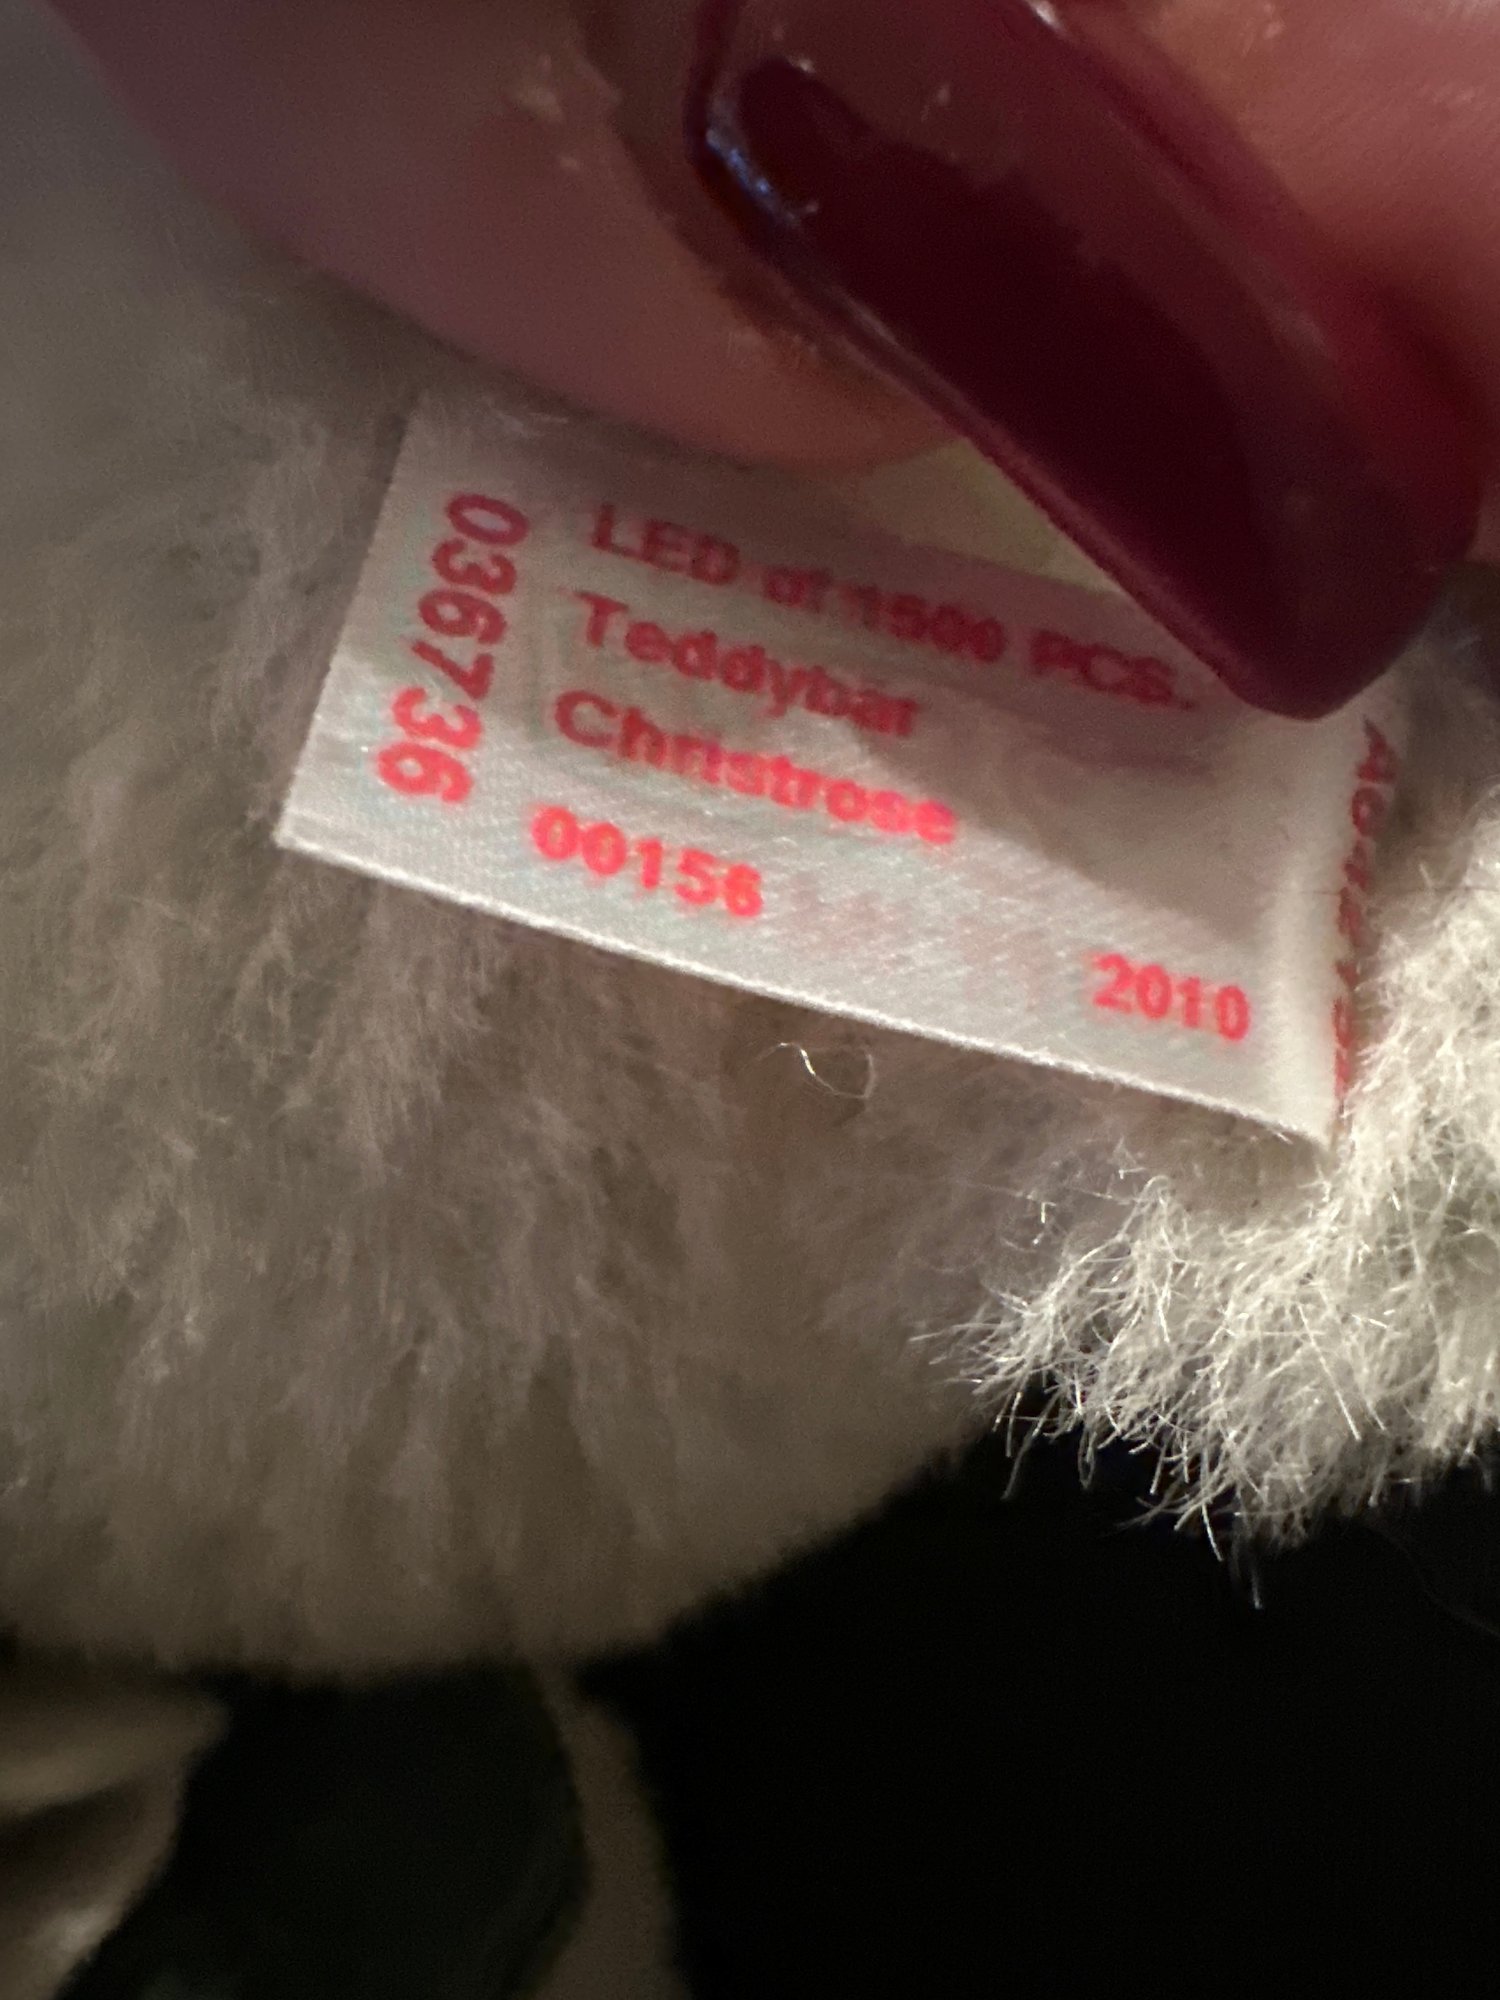 LED of 1500 PCS.
Teddybär
Christrose
00156
2010
036736